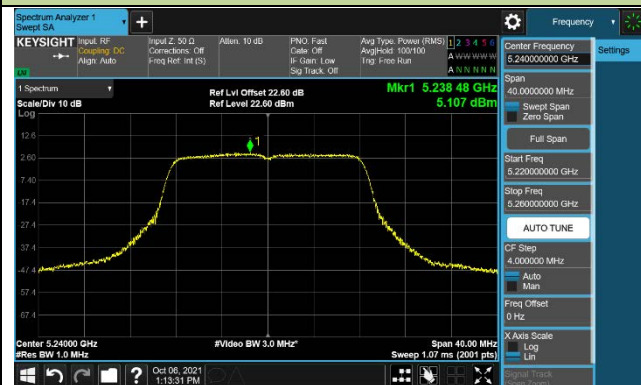 Spectrum Analyzer 1
Swept SA
+
Frequency
KEYSIGHT
Input: RF
Coupling: DC
Align: Auto
Input Z: 50 Ω
Corrections: Off
Freq Ref: Int (S)
Atten: 10 dB
PNO: Fast
Gate: Off
IF Gain: Low
Sig Track: Off
Avg Type: Power (RMS)
Avg|Hold: 100/100
Trig: Free Run
1 2 3 4 5 6
A W W W W W
A N N N N N
LXI
Settings
Center Frequency
5.240000000 GHz
Span
40.0000000 MHz
Swept Span
Zero Span
Full Span
Start Freq
5.220000000 GHz
Stop Freq
5.260000000 GHz
AUTO TUNE
CF Step
4.000000 MHz
Auto
Man
Freq Offset
0 Hz
X Axis Scale
Log
Lin
Signal Track
(Span Zoom)
1 Spectrum
Scale/Div 10 dB
Log
Ref Lvl Offset 22.60 dB
Ref Level 22.60 dBm
Mkr1 5.238 48 GHz
5.107 dBm
1
12.6
2.60
-7.40
-17.4
-27.4
-37.4
-47.4
-57.4
-67.4
Center 5.24000 GHz
#Res BW 1.0 MHz
#Video BW 3.0 MHz*
Span 40.00 MHz
Sweep 1.07 ms (2001 pts)
?
Oct 06, 2021
1:13:31 PM